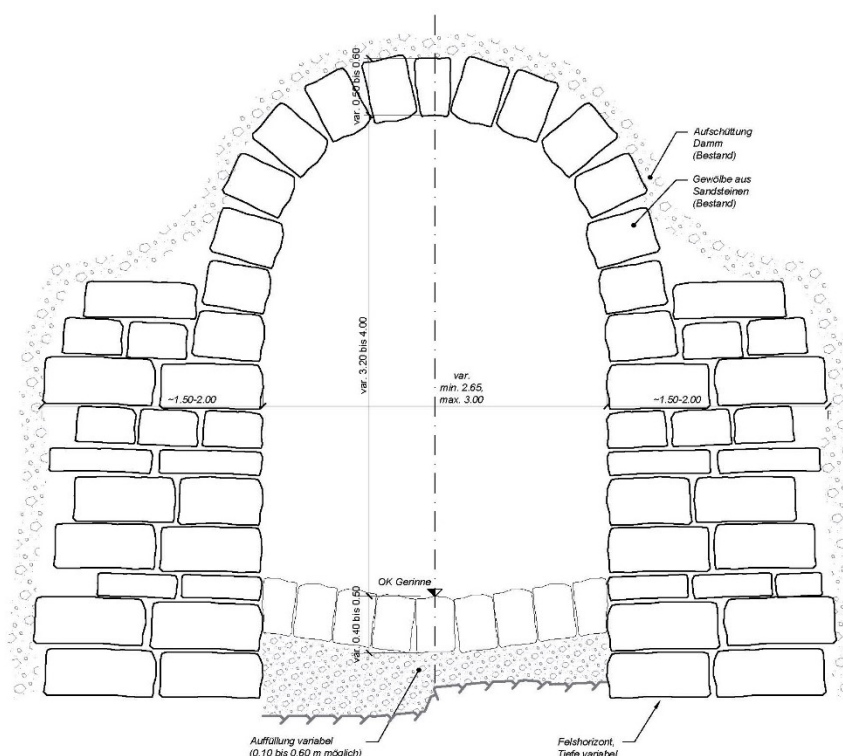 var. 0.50 bis 0.60
Aufschüttung
Damm
(Bestand)
Gewölbe aus
Sandsteinen
(Bestand)
var. 3.20 bis 4.00
var.
min. 2.65,
max. 3.00
~1.50-2.00
~1.50-2.00
OK Gerinne
var. 0.40 bis 0.50
Auffüllung variabel
(0.10 bis 0.60 m möglich)
Felshorizont,
Tiefe variabel